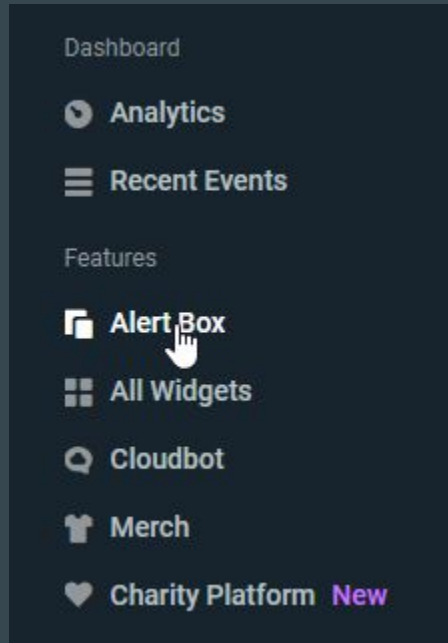 Dashboard
Analytics
Recent Events
Features
Alert Box
All Widgets
Cloudbot
Merch
Charity Platform New